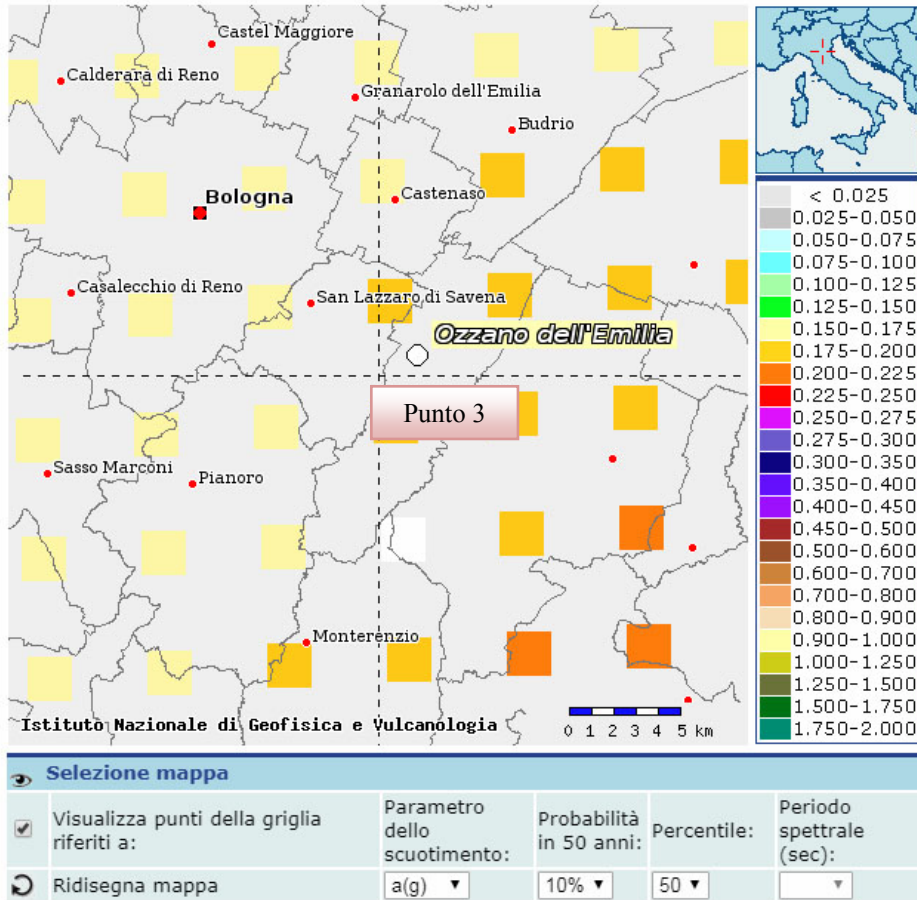 Castel Maggiore
Calderara di Reno
Granarolo dell'Emilia
Budrio
Bologna
Castenaso
Casalecchio di Reno
San Lazzaro di Savena
Ozzano dell'Emilia
Punto 3
Sasso Marconi
Pianoro
Monterenzio
Istituto Nazionale di Geofisica e Vulcanologia
0 1 2 3 4 5 km
< 0.025
0.025-0.050
0.050-0.075
0.075-0.100
0.100-0.125
0.125-0.150
0.150-0.175
0.175-0.200
0.200-0.225
0.225-0.250
0.250-0.275
0.275-0.300
0.300-0.350
0.350-0.400
0.400-0.450
0.450-0.500
0.500-0.600
0.600-0.700
0.700-0.800
0.800-0.900
0.900-1.000
1.000-1.250
1.250-1.500
1.500-1.750
1.750-2.000
Selezione mappa
Visualizza punti della griglia
riferiti a:
Parametro
dello
scuotimento:
Probabilità
in 50 anni:
Percentile:
Periodo
spettrale
(sec):
Ridisegna mappa
a(g)
10%
50